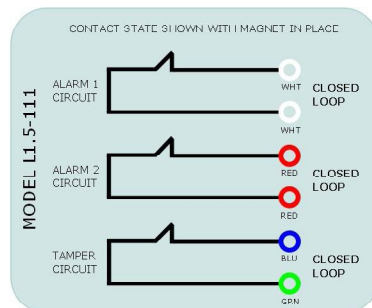 CONTACT STATE SHOWN WITH MAGNET IN PLACE
MODEL L1.5-111
ALARM 1
CIRCUIT
WHT
WHT
CLOSED
LOOP
ALARM 2
CIRCUIT
RED
RED
CLOSED
LOOP
TAMPER
CIRCUIT
BLU
GRN
CLOSED
LOOP